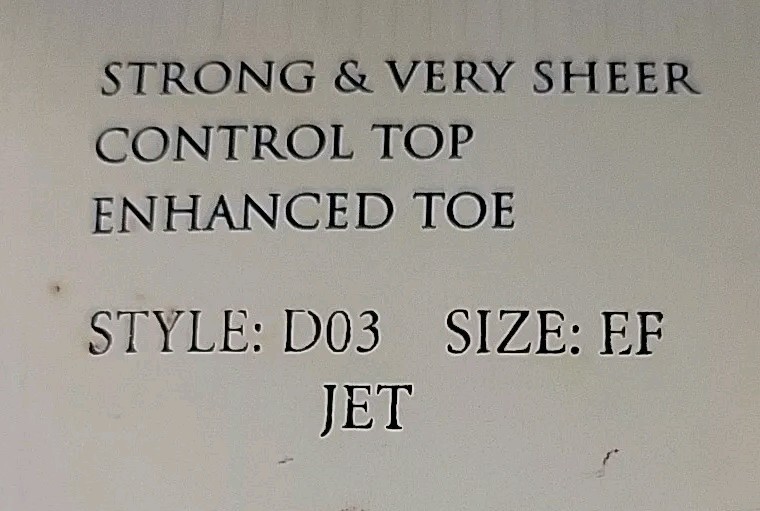 STRONG & VERY SHEER
CONTROL TOP
ENHANCED TOE
STYLE: D03 SIZE: EF
JET